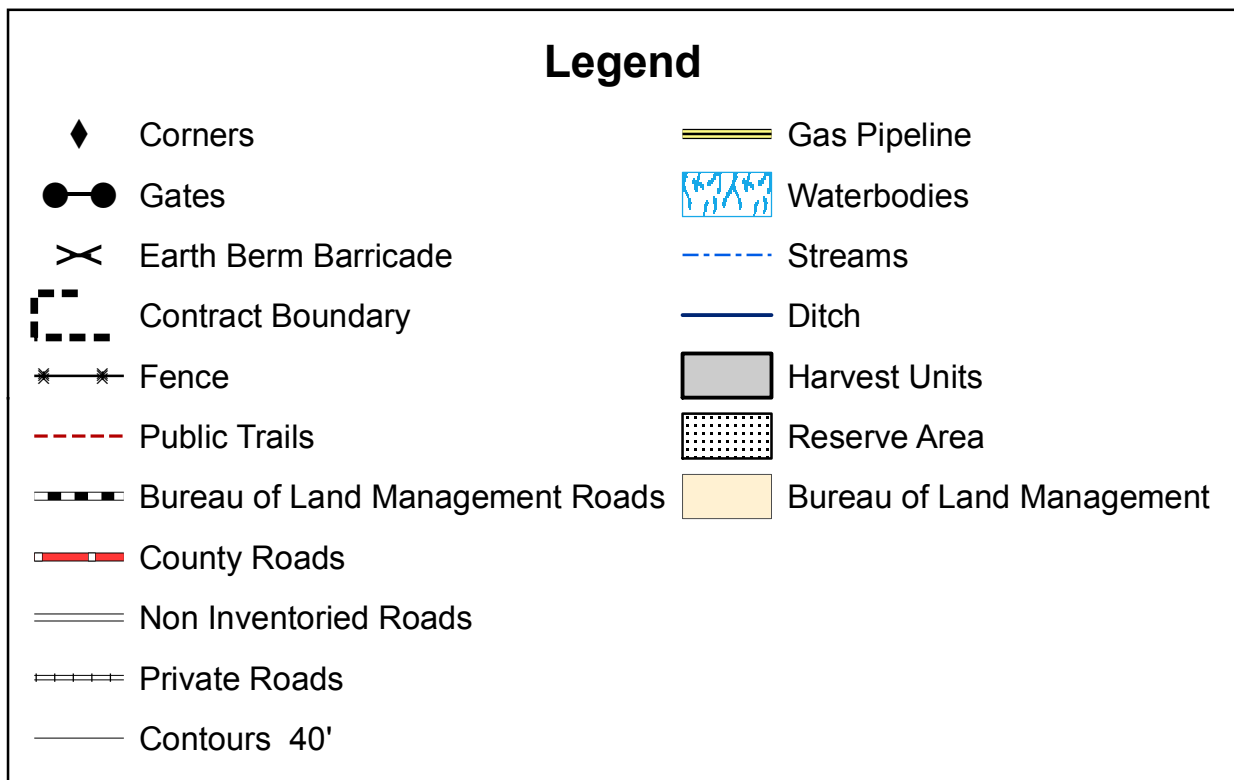 Legend
Corners
Gates
Earth Berm Barricade
Contract Boundary
Fence
Public Trails
Bureau of Land Management Roads
County Roads
Non Inventoried Roads
Private Roads
Contours  40'
Gas Pipeline
Waterbodies
Streams
Ditch
Harvest Units
Reserve Area
Bureau of Land Management